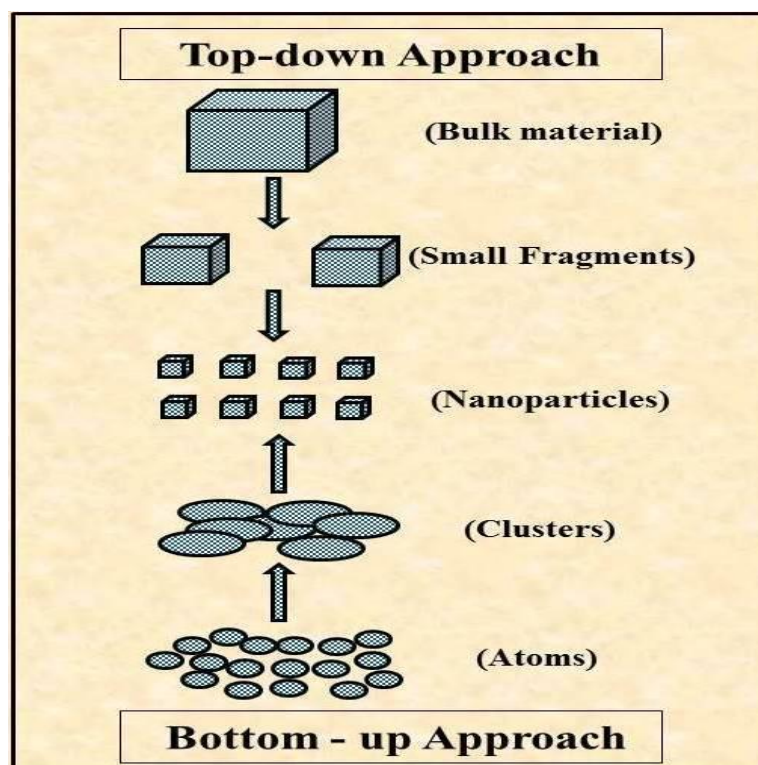 Top-down Approach
(Bulk material)
(Small Fragments)
(Nanoparticles)
(Clusters)
(Atoms)
Bottom - up Approach